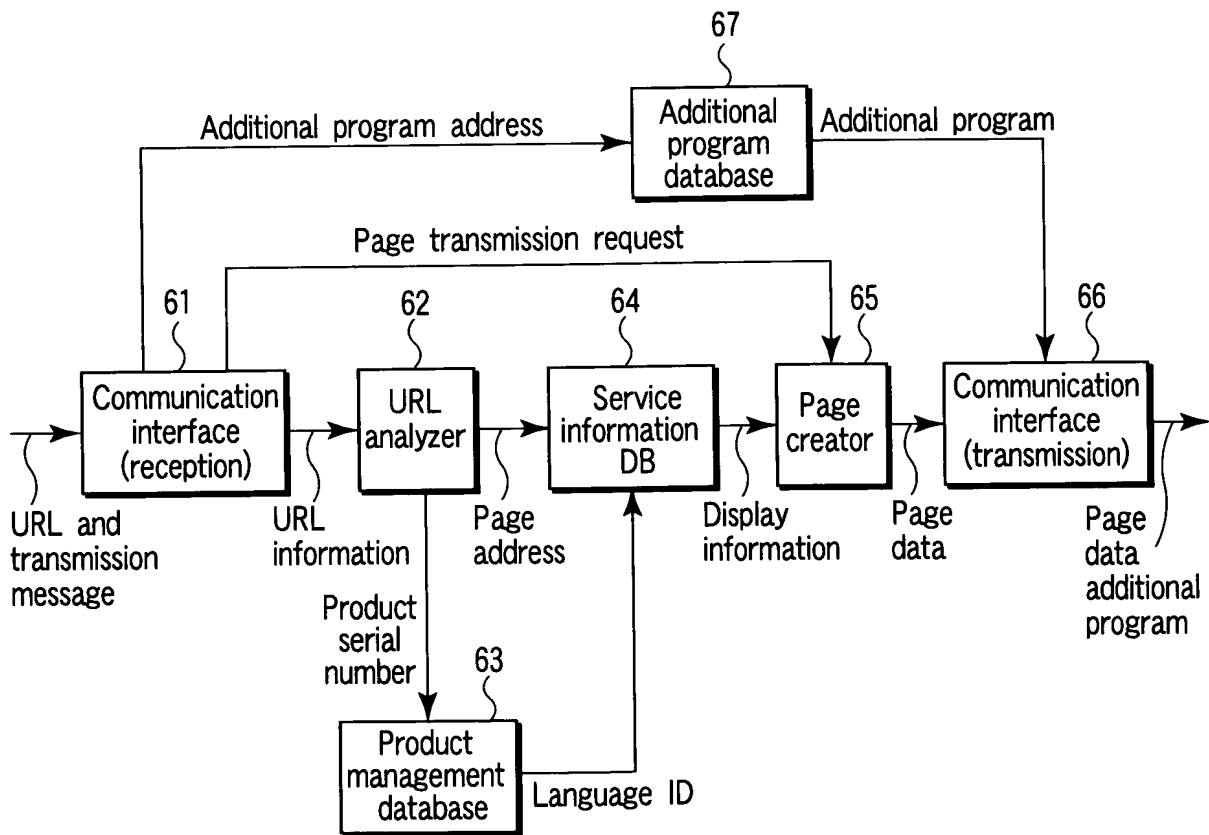 67
Additional
program
database
Additional program address
Additional program
Page transmission request
61
62
64
65
66
Communication
interface
(reception)
URL
analyzer
Service
information
DB
Page
creator
Communication
interface
(transmission)
URL and
transmission
message
URL
information
Page
address
Display
information
Page
data
Page
data
additional
program
Product
serial
number
63
Product
management
database
Language ID